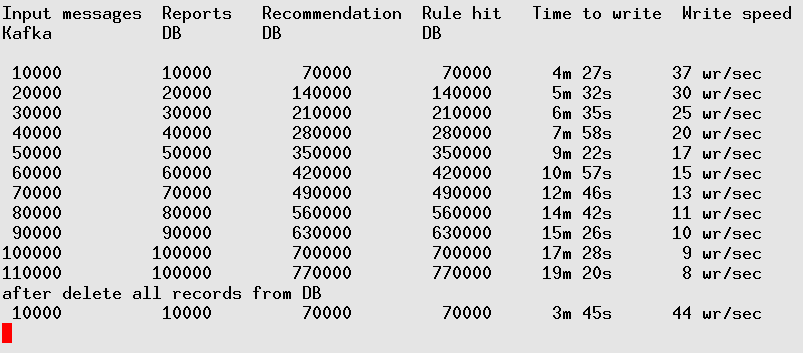 Input messages  Reports   Recommendation  Rule hit   Time to write  Write speed
Kafka           DB        DB              DB
10000          10000         70000         70000      4m 27s      37 wr/sec
20000          20000        140000        140000      5m 32s      30 wr/sec
30000          30000        210000        210000      6m 35s      25 wr/sec
40000          40000        280000        280000      7m 58s      20 wr/sec
50000          50000        350000        350000      9m 22s      17 wr/sec
60000          60000        420000        420000     10m 57s      15 wr/sec
70000          70000        490000        490000     12m 46s      13 wr/sec
80000          80000        560000        560000     14m 42s      11 wr/sec
90000          90000        630000        630000     15m 26s      10 wr/sec
100000         100000        700000        700000     17m 28s       9 wr/sec
110000         100000        770000        770000     19m 20s       8 wr/sec
after delete all records from DB
10000          10000         70000         70000      3m 45s      44 wr/sec